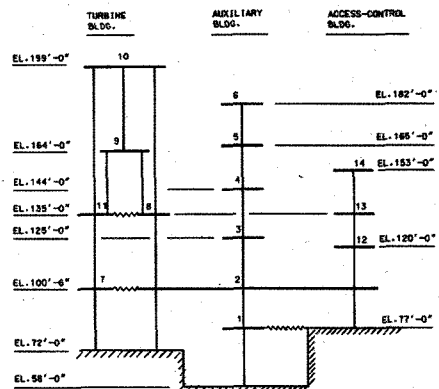 TURBINE
BLDG.
AUXILIARY
BLDG.
ACCESS-CONTROL
BLDG.
EL.199'-0"
10
6
EL.182'-0"
EL.164'-0"
9
5
EL.165'-0"
14
EL.153'-0"
EL.144'-0"
4
EL.135'-0"
11
8
13
EL.125'-0"
3
12
EL.120'-0"
EL.100'-6"
7
2
1
EL.77'-0"
EL.72'-0"
EL.58'-0"